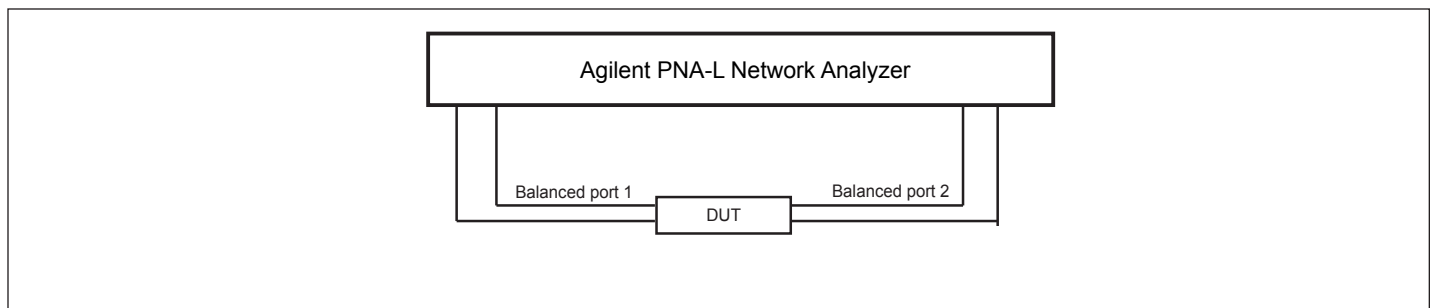 Agilent PNA-L Network Analyzer
Balanced port 1
Balanced port 2
DUT